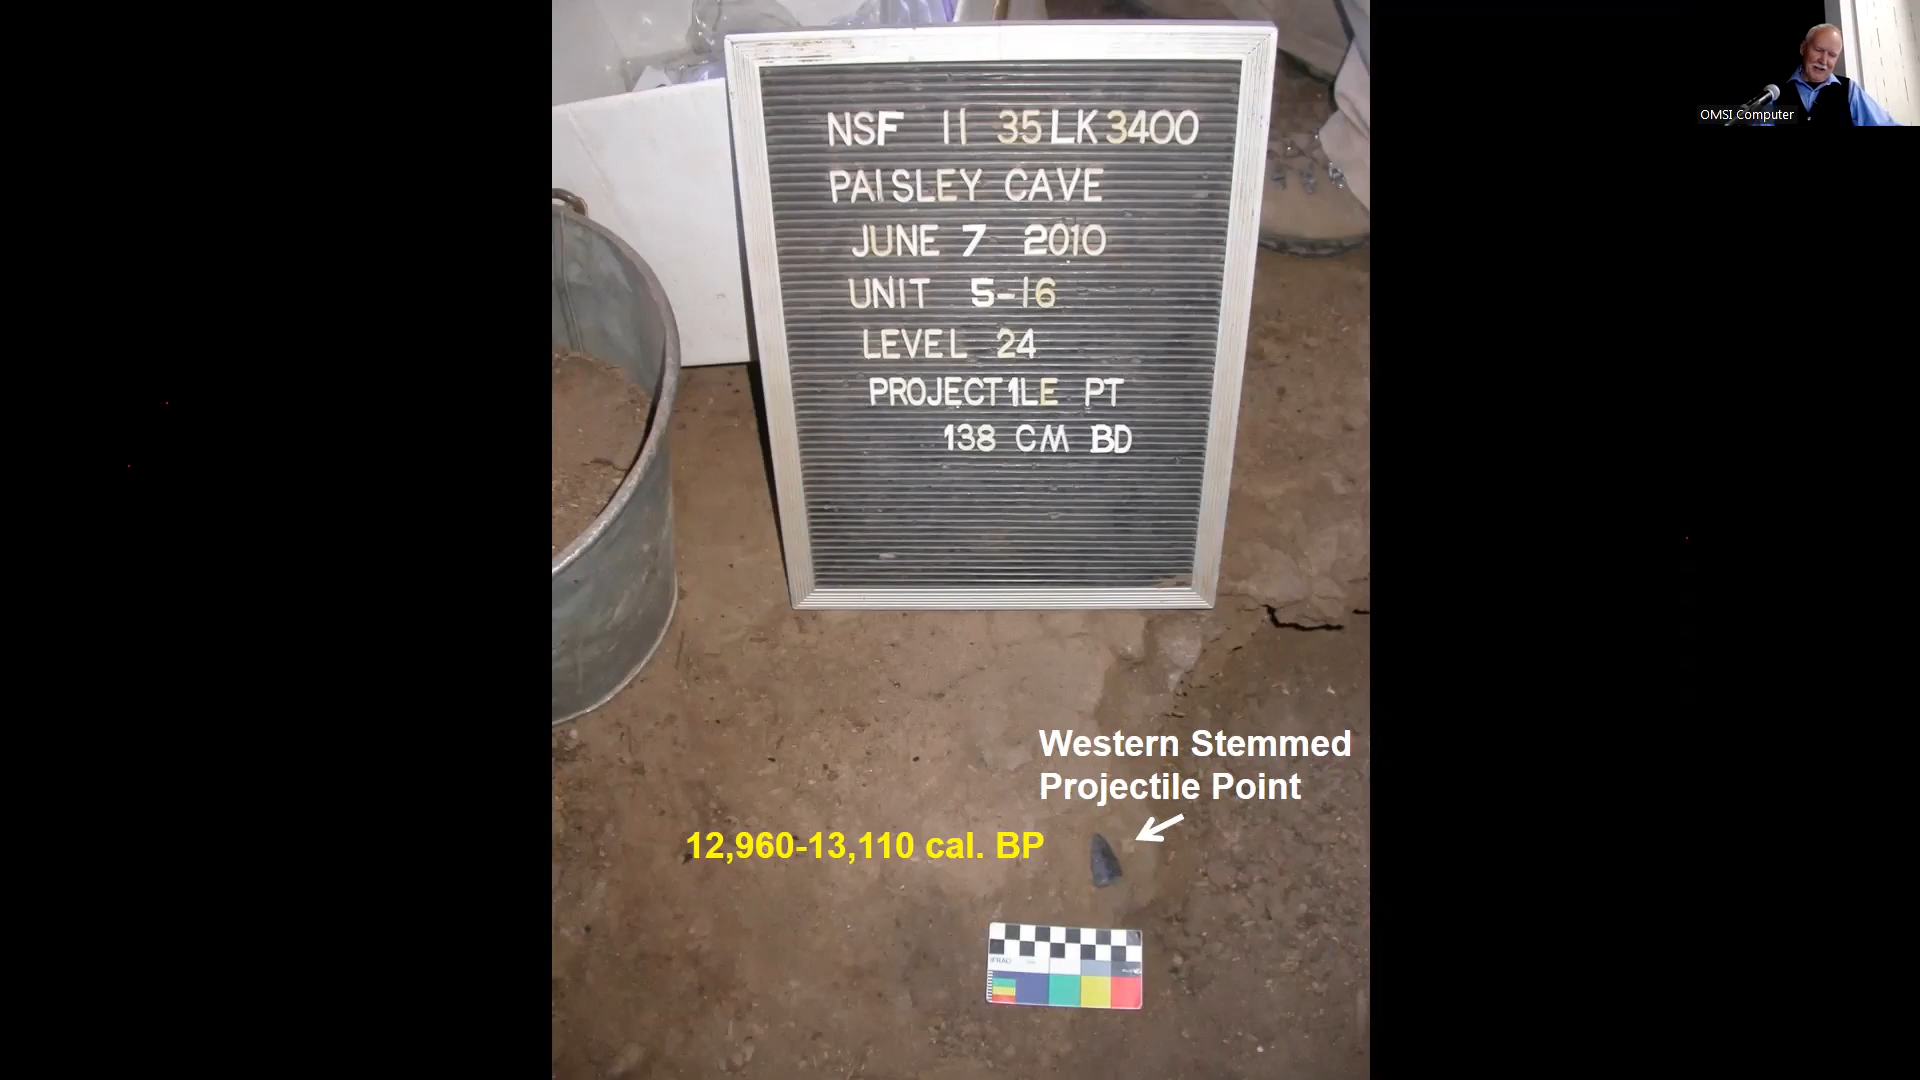 NSF 11 35LK3400
PAISLEY CAVE
JUNE 7 2010
UNIT 5-16
LEVEL 24
PROJECT1LE PT
138 CM BD
Western Stemmed
Projectile Point
12,960-13,110 cal. BP
IFRAO
OMSI Computer